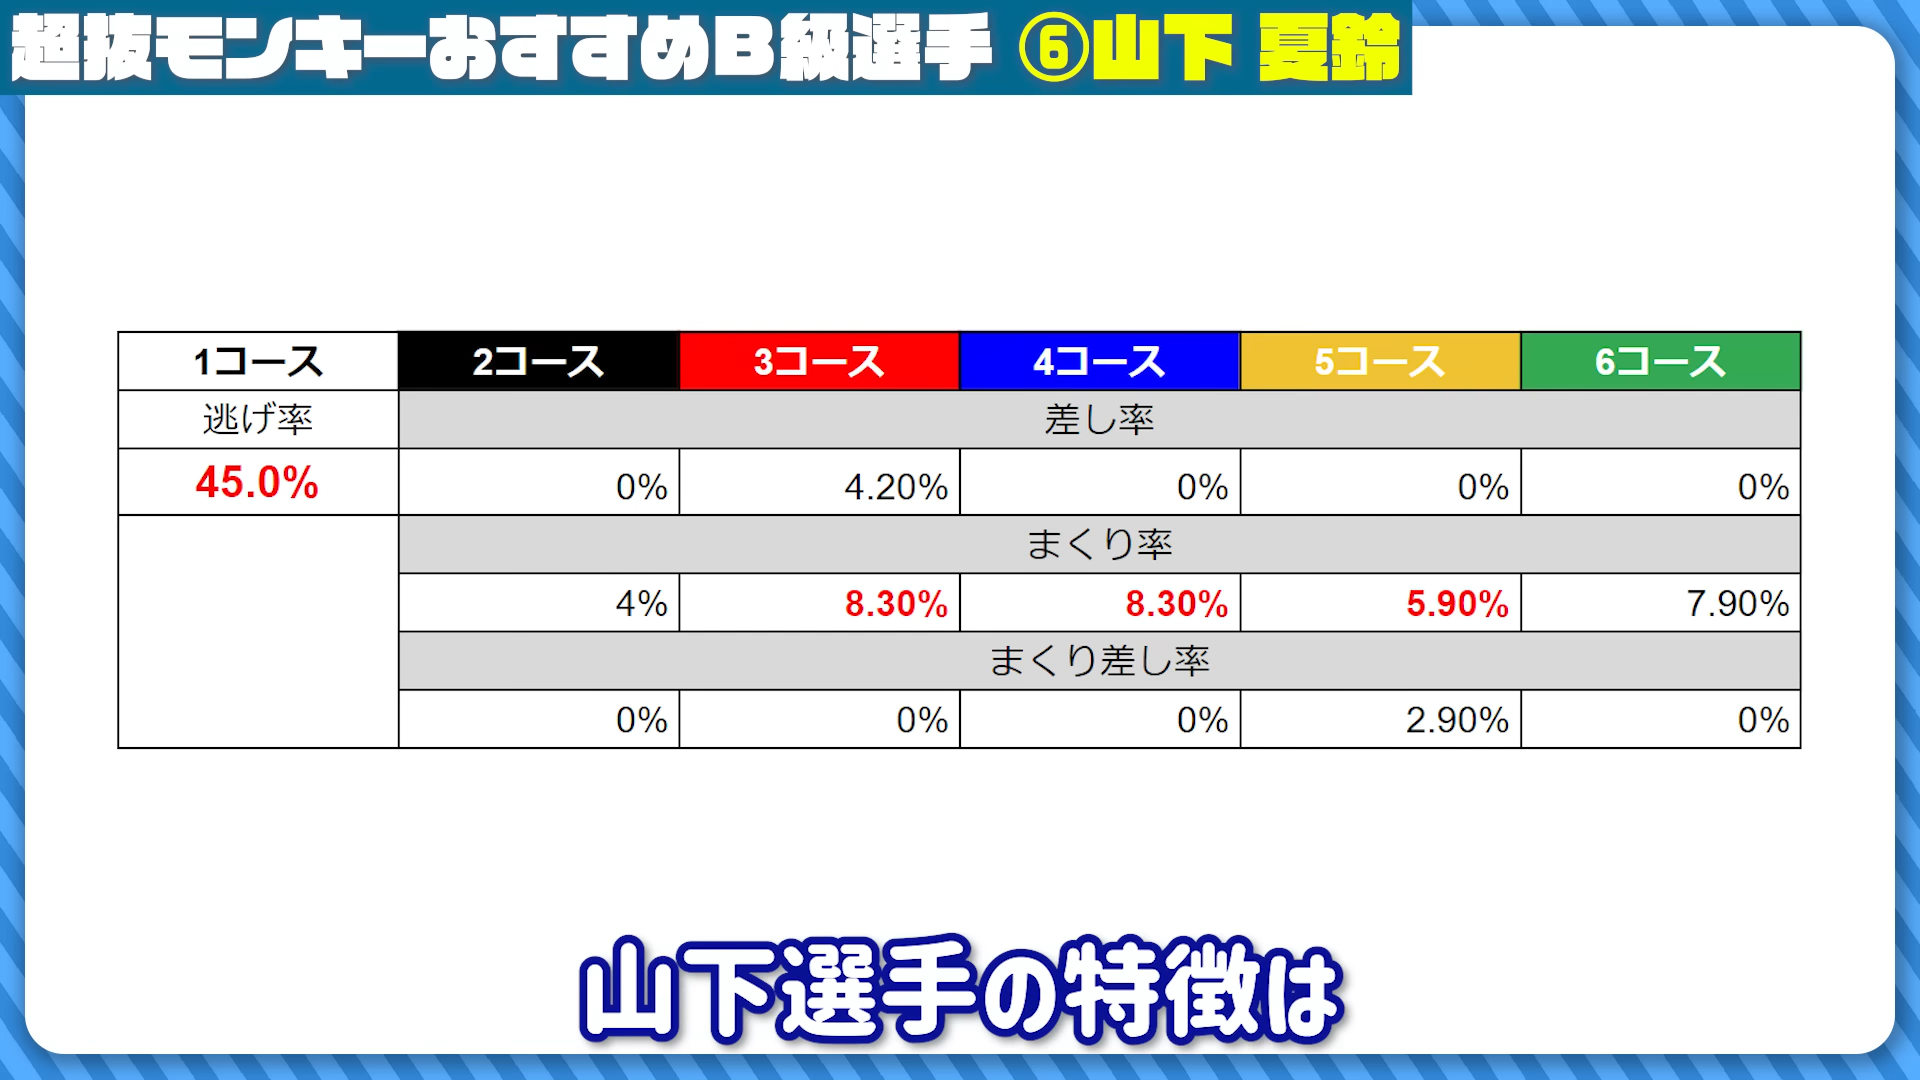 超抜モンキーおすすめB級選手 ⑥山下 夏鈴
1コース 2コース 3コース 4コース 5コース 6コース
逃げ率 差し率
45.0% 0% 4.20% 0% 0% 0%
まくり率
4% 8.30% 8.30% 5.90% 7.90%
まくり差し率
0% 0% 0% 2.90% 0%
山下選手の特徴は